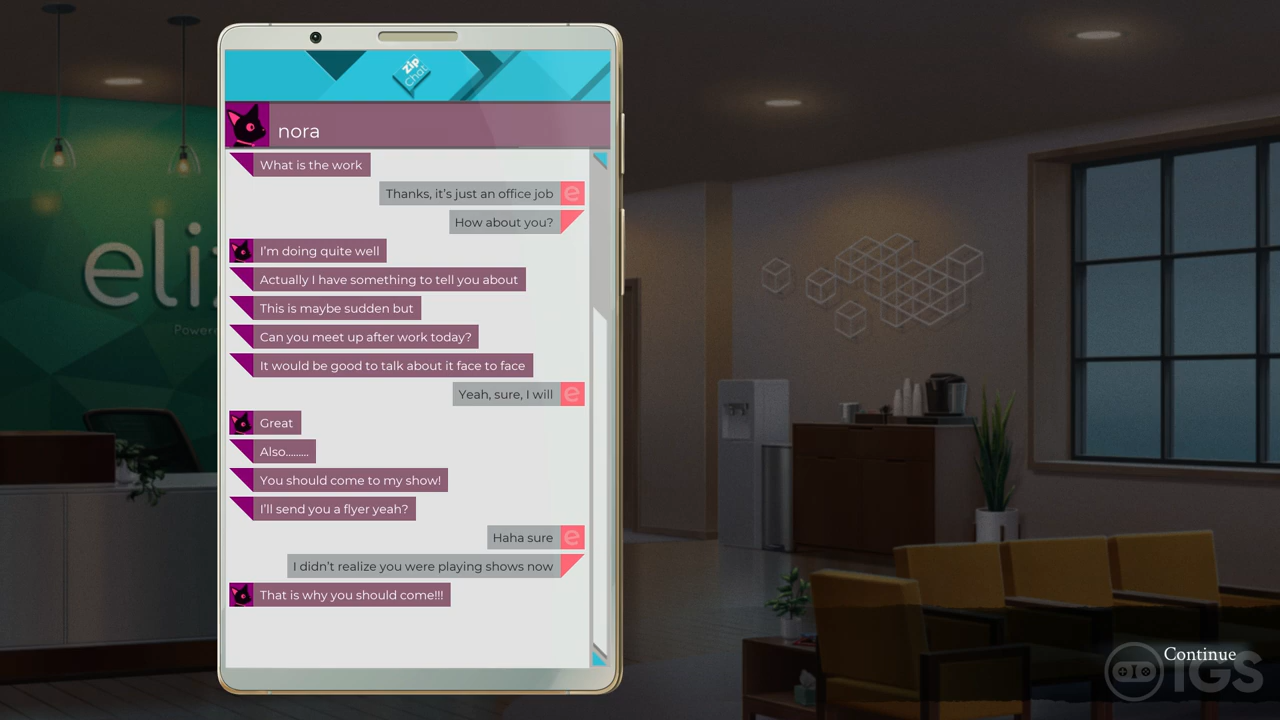 zip
Chat
nora
What is the work
Thanks, it's just an office job
e
How about you?
I'm doing quite well
Actually I have something to tell you about
This is maybe sudden but
Can you meet up after work today?
It would be good to talk about it face to face
Yeah, sure, I will
e
Great
Also.........
You should come to my show!
I'll send you a flyer yeah?
Haha sure
e
I didn't realize you were playing shows now
That is why you should come!!!
eli
Powere
Continue
IGS